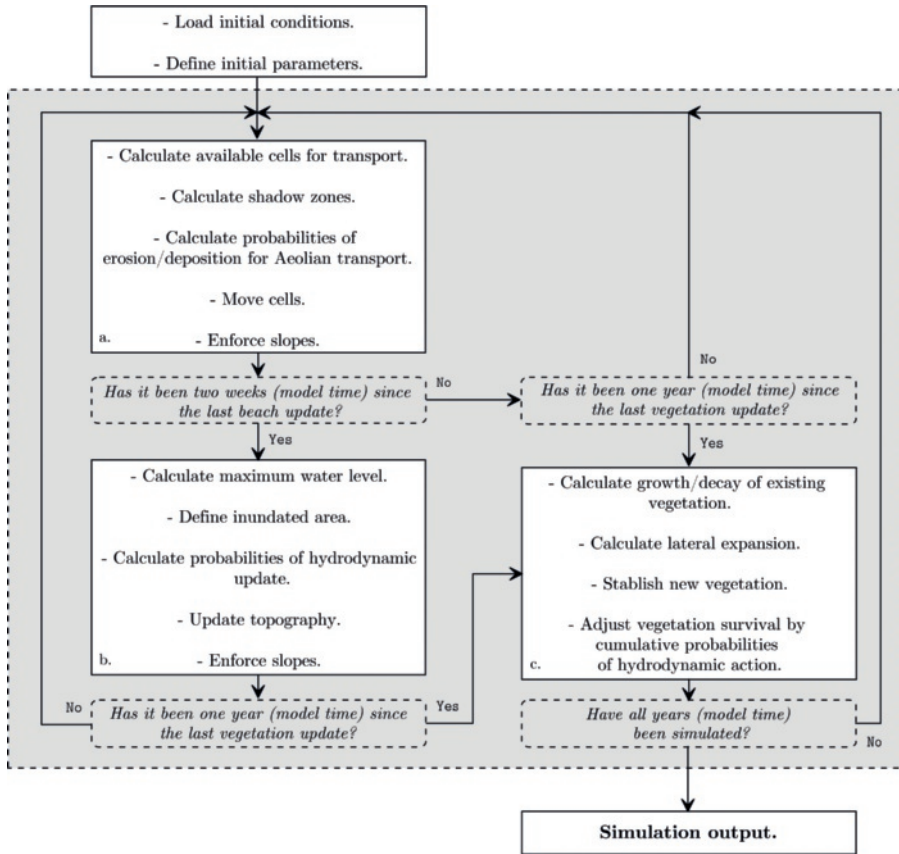 - Load initial conditions.
- Define initial parameters.
- Calculate available cells for transport.
- Calculate shadow zones.
- Calculate probabilities of
erosion/deposition for Aeolian transport.
- Move cells.
a.
- Enforce slopes.
Has it been two weeks (model time) since
the last beach update?
No
Yes
Has it been one year (model time) since
the last vegetation update?
No
Yes
- Calculate maximum water level.
- Define inundated area.
- Calculate probabilities of hydrodynamic
update.
- Update topography.
b.
- Enforce slopes.
Has it been one year (model time) since
the last vegetation update?
No
Yes
- Calculate growth/decay of existing
vegetation.
- Calculate lateral expansion.
- Stablish new vegetation.
- Adjust vegetation survival by
cumulative probabilities
c.
of hydrodynamic action.
Have all years (model time)
been simulated?
No
Simulation output.